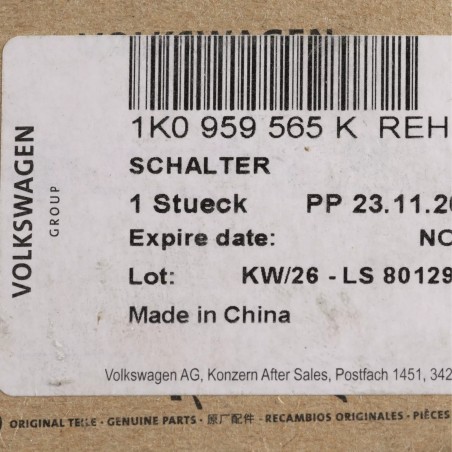 VOLKSWAGEN
VOLKSWAGEN
GROUP
1K0 959 565 K REH
SCHALTER
1 Stueck PP 23.11.20
Expire date: NO
Lot: KW/26 - LS 80129
Made in China
Volkswagen AG, Konzern After Sales, Postfach 1451, 342
ORIGINAL TEILE · GENUINE PARTS · 原厂配件 · RECAMBIOS ORIGINALES · PIÈCES